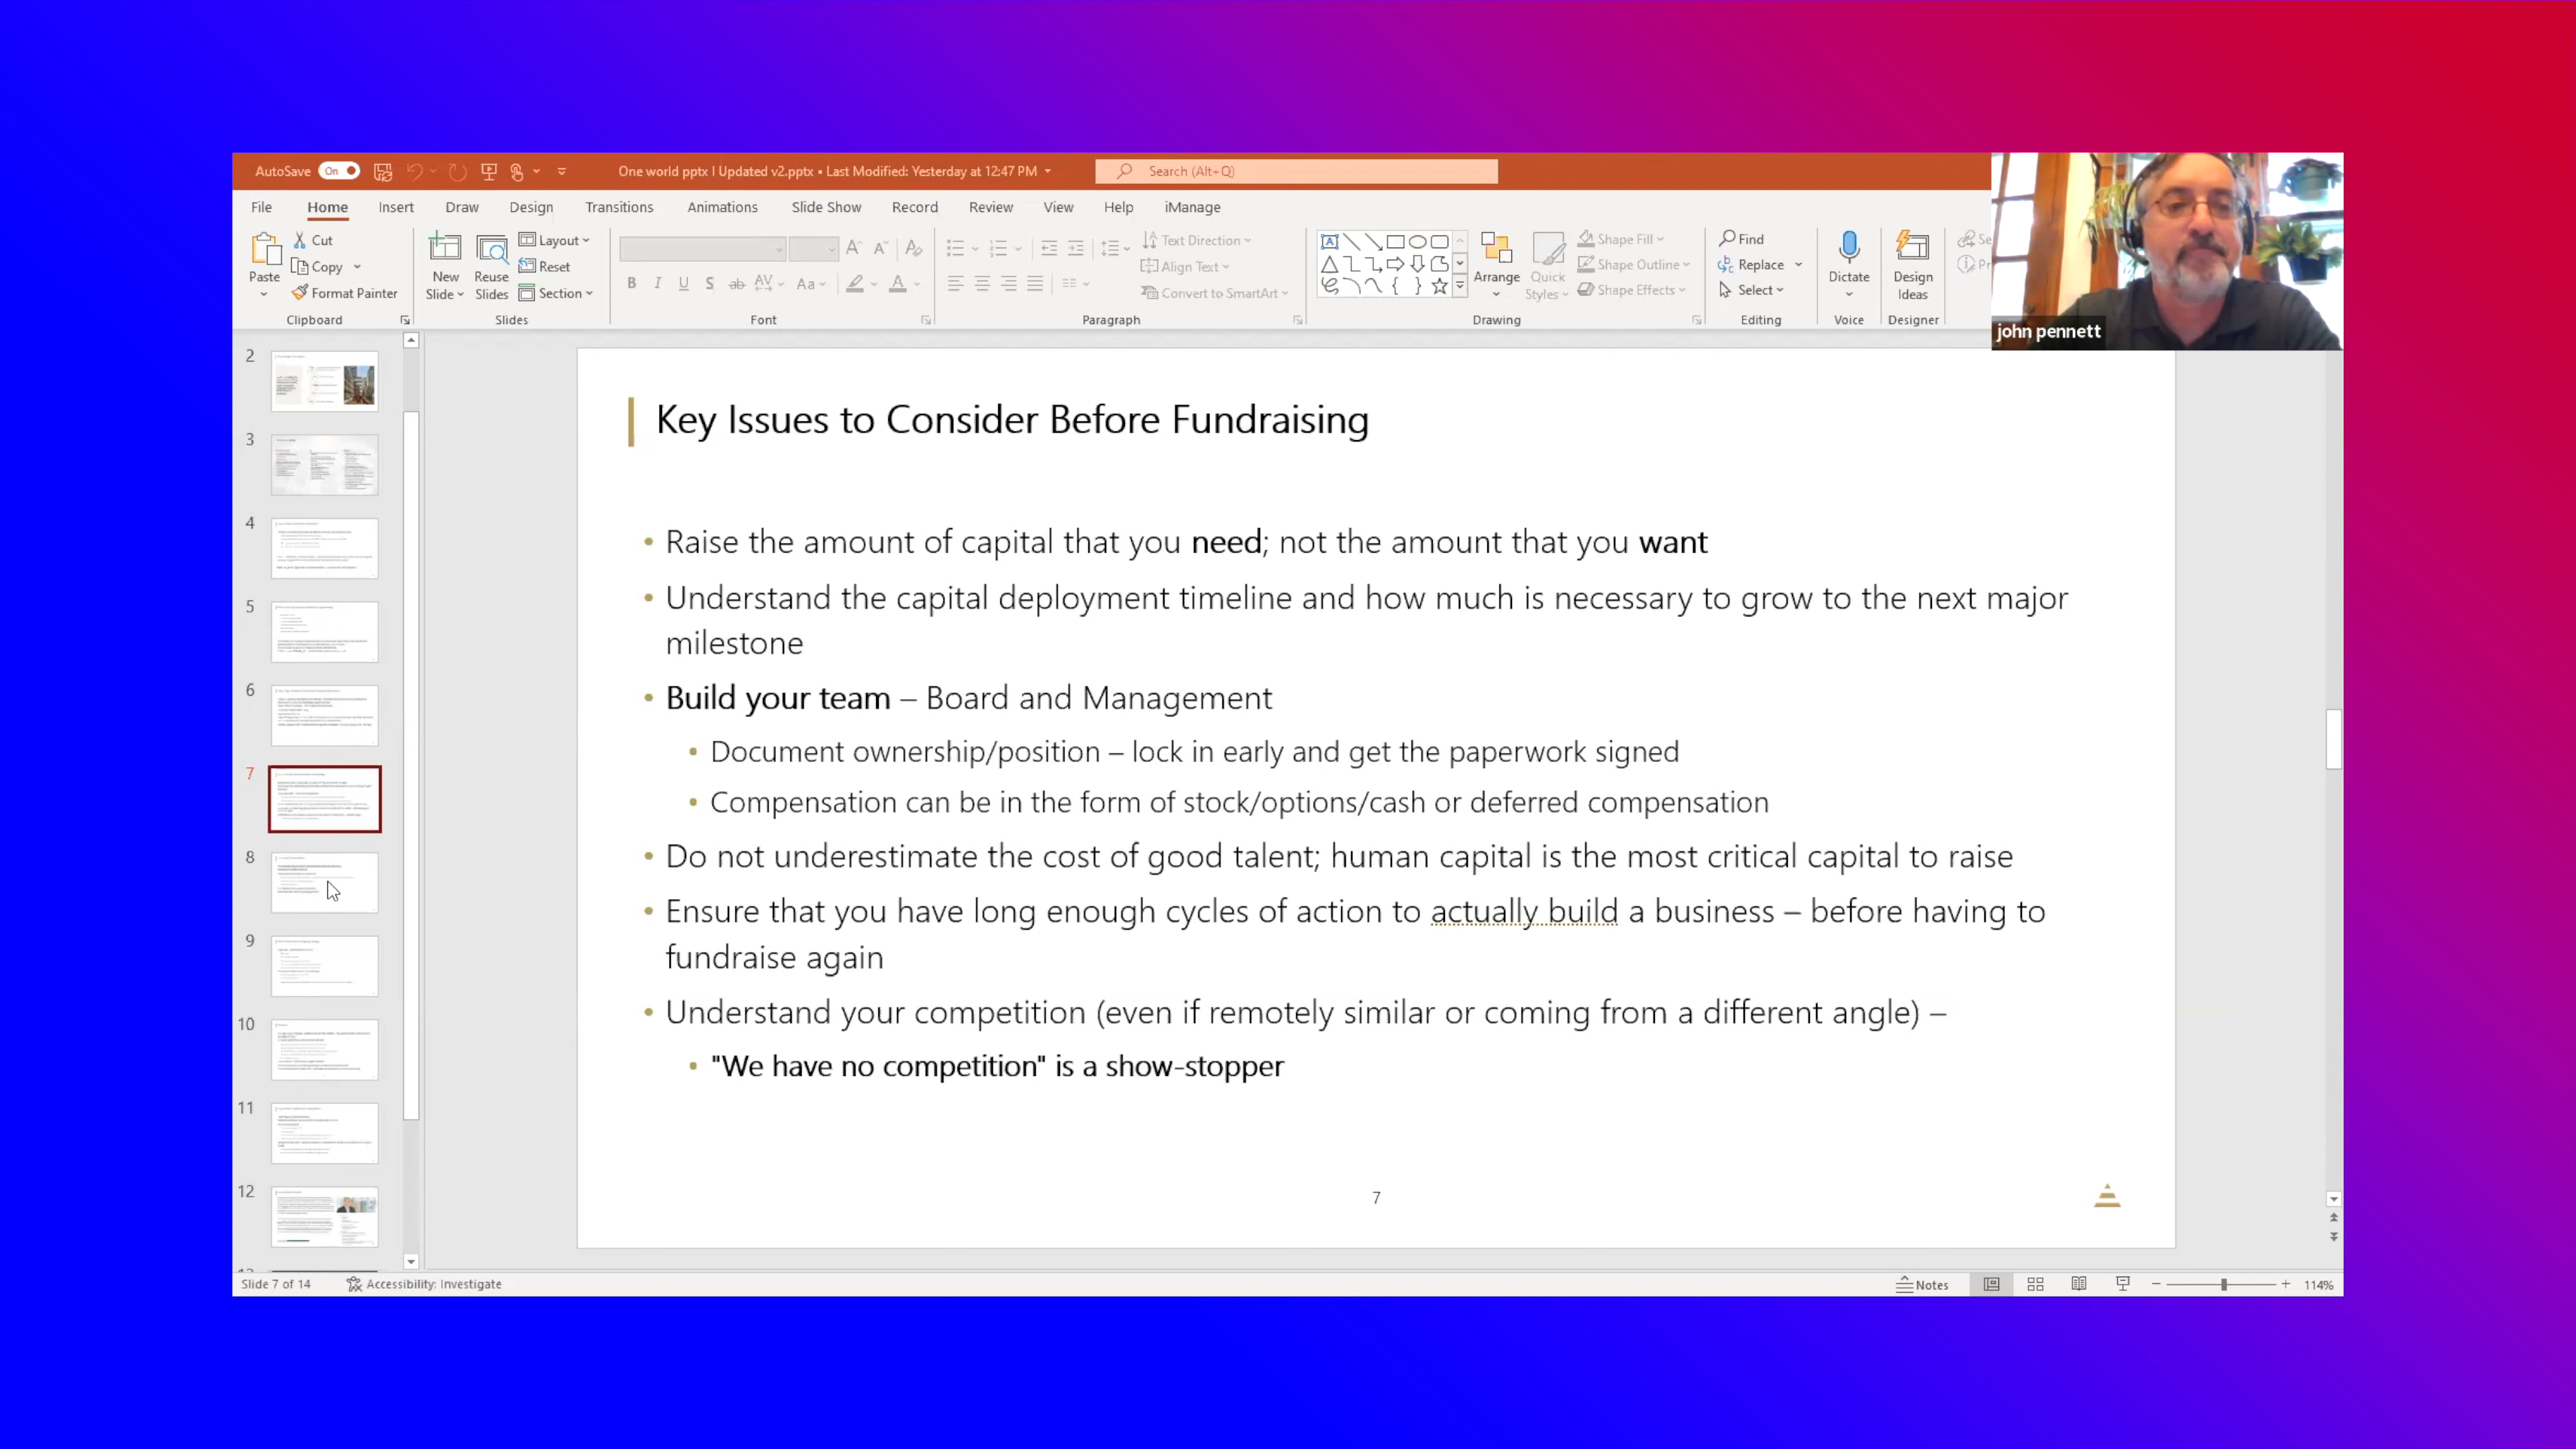 AutoSave On
One world pptx I Updated v2.pptx • Last Modified: Yesterday at 12:47 PM
Search (Alt+Q)
File Home Insert Draw Design Transitions Animations Slide Show Record Review View Help iManage
Paste
Cut
Copy
Format Painter
Clipboard
New Slide
Reuse Slides
Layout
Reset
Section
Slides
B I U S ab AV Aa A
Font
Text Direction
Align Text
Convert to SmartArt
Paragraph
Arrange
Quick Styles
Shape Fill
Shape Outline
Shape Effects
Drawing
Find
Replace
Select
Editing
Dictate
Voice
Design Ideas
Designer
john pennett
2
3
4
5
6
7
8
9
10
11
12
Key Issues to Consider Before Fundraising
• Raise the amount of capital that you need; not the amount that you want
• Understand the capital deployment timeline and how much is necessary to grow to the next major
milestone
• Build your team – Board and Management
• Document ownership/position – lock in early and get the paperwork signed
• Compensation can be in the form of stock/options/cash or deferred compensation
• Do not underestimate the cost of good talent; human capital is the most critical capital to raise
• Ensure that you have long enough cycles of action to actually build a business – before having to
fundraise again
• Understand your competition (even if remotely similar or coming from a different angle) –
• "We have no competition" is a show-stopper
7
Slide 7 of 14
Accessibility: Investigate
Notes
114%